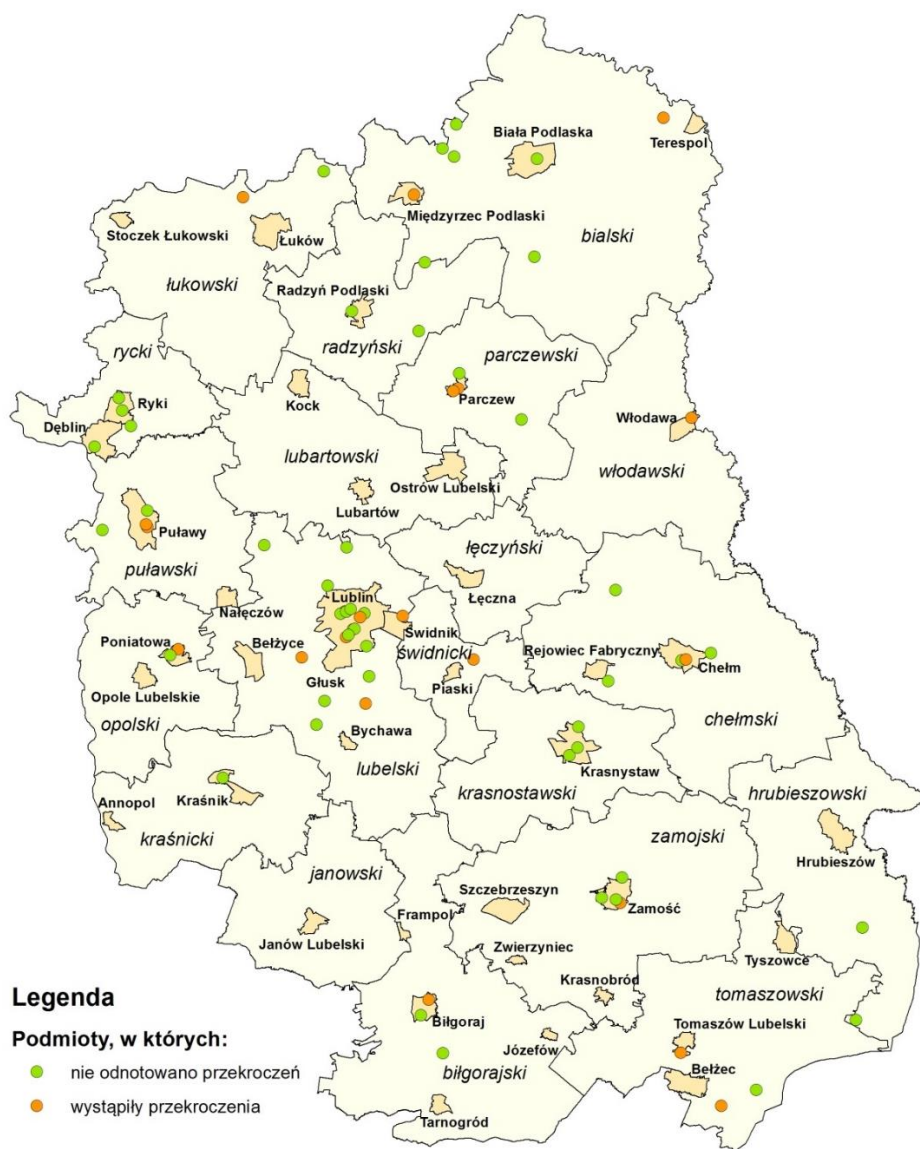 Biała Podlaska
Terespol
Międzyrzec Podlaski
bialski
Stoczek Łukowski
Łuków
łukowski
Radzyń Podlaski
radzyński
parczewski
rycki
Parczew
Kock
Ryki
Włodawa
Dęblin
lubartowski
włodawski
Ostrów Lubelski
Lubartów
Puławy
łęczyński
puławski
Lublin
Łęczna
Nałęczów
Świdnik
Poniatowa
Bełżyce
świdnicki
Rejowiec Fabryczny
Chełm
Głusk
Piaski
Opole Lubelskie
opolski
chełmski
Bychawa
lubelski
Krasnystaw
Annopol
Kraśnik
krasnostawski
hrubieszowski
kraśnicki
zamojski
Hrubieszów
janowski
Szczebrzeszyn
Frampol
Zamość
Janów Lubelski
Zwierzyniec
Tyszowce
Krasnobród
tomaszowski
Legenda
Biłgoraj
Tomaszów Lubelski
Podmioty, w których:
Józefów
Bełżec
nie odnotowano przekroczeń
biłgorajski
wystąpiły przekroczenia
Tarnogród